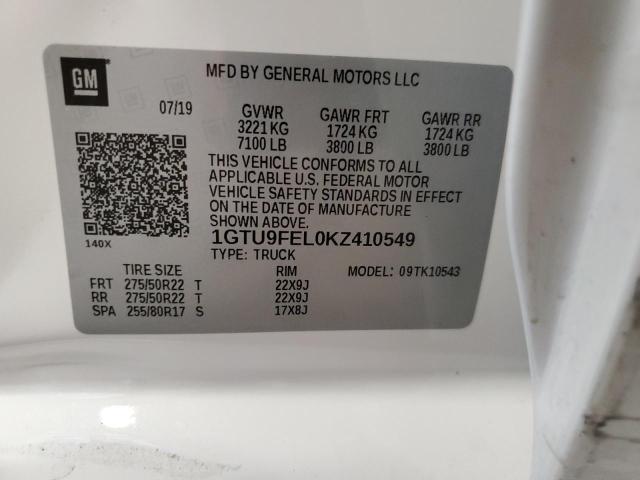 GM
MFD BY GENERAL MOTORS LLC
07/19
GVWR GAWR FRT GAWR RR
3221 KG 1724 KG 1724 KG
7100 LB 3800 LB 3800 LB
THIS VEHICLE CONFORMS TO ALL
APPLICABLE U.S. FEDERAL MOTOR
VEHICLE SAFETY STANDARDS IN EFFECT
ON THE DATE OF MANUFACTURE
SHOWN ABOVE.
140X
1GTU9FEL0KZ410549
TYPE: TRUCK
TIRE SIZE RIM MODEL: 09TK10543
FRT 275/50R22 T 22X9J
RR 275/50R22 T 22X9J
SPA 255/80R17 S 17X8J